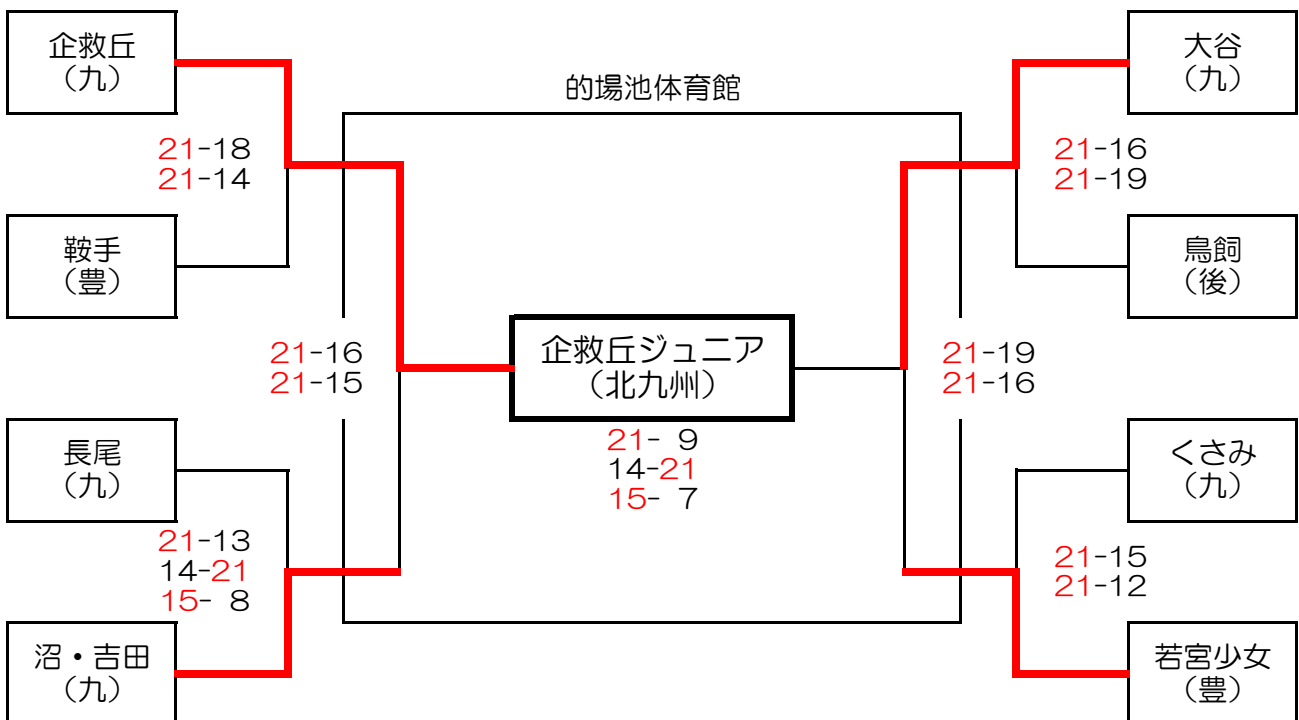 企救丘
（九）
大谷
（九）
的場池体育館
21-18
21-14
21-16
21-19
鞍手
（豊）
鳥飼
（後）
21-16
21-15
企救丘ジュニア
（北九州）
21-19
21-16
21- 9
14-21
15- 7
長尾
（九）
くさみ
（九）
21-13
14-21
15- 8
21-15
21-12
沼・吉田
（九）
若宮少女
（豊）